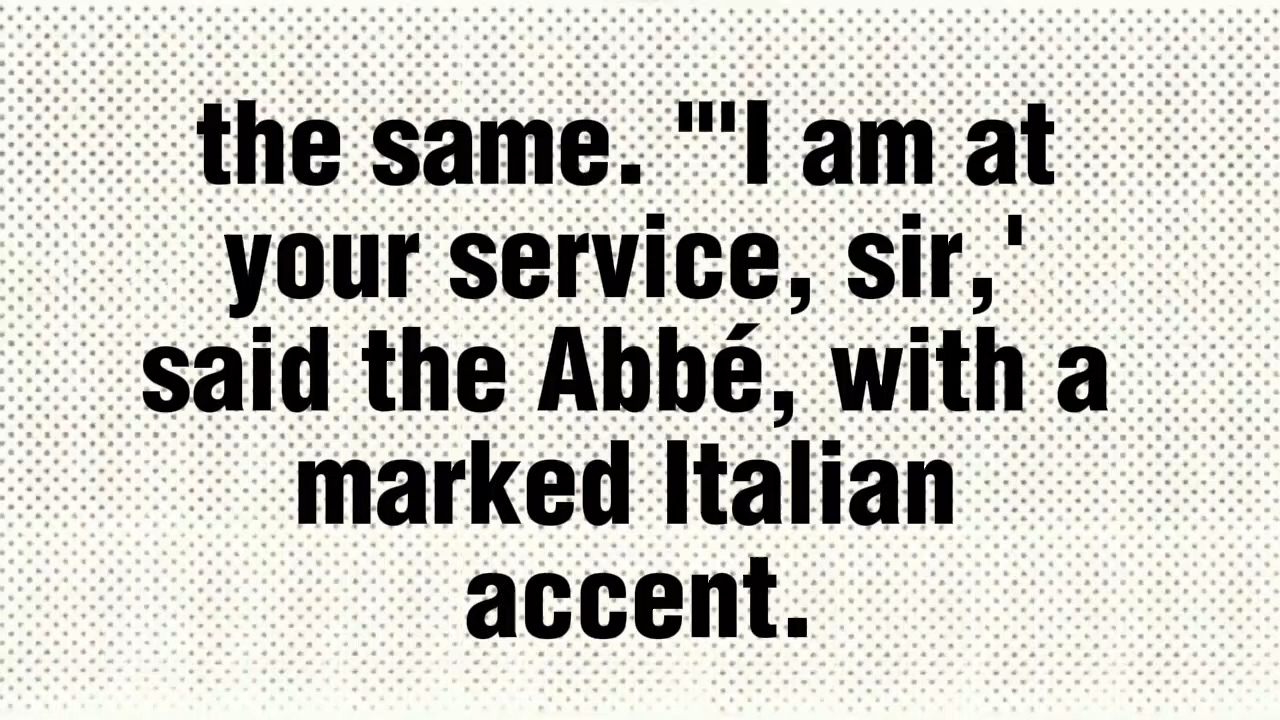 the same. "'I am at
your service, sir,'
said the Abbé, with a
marked Italian
accent.